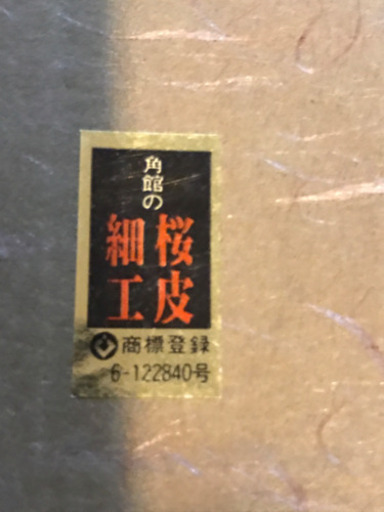 角館の
桜皮
細工
商標登録
6-122840号